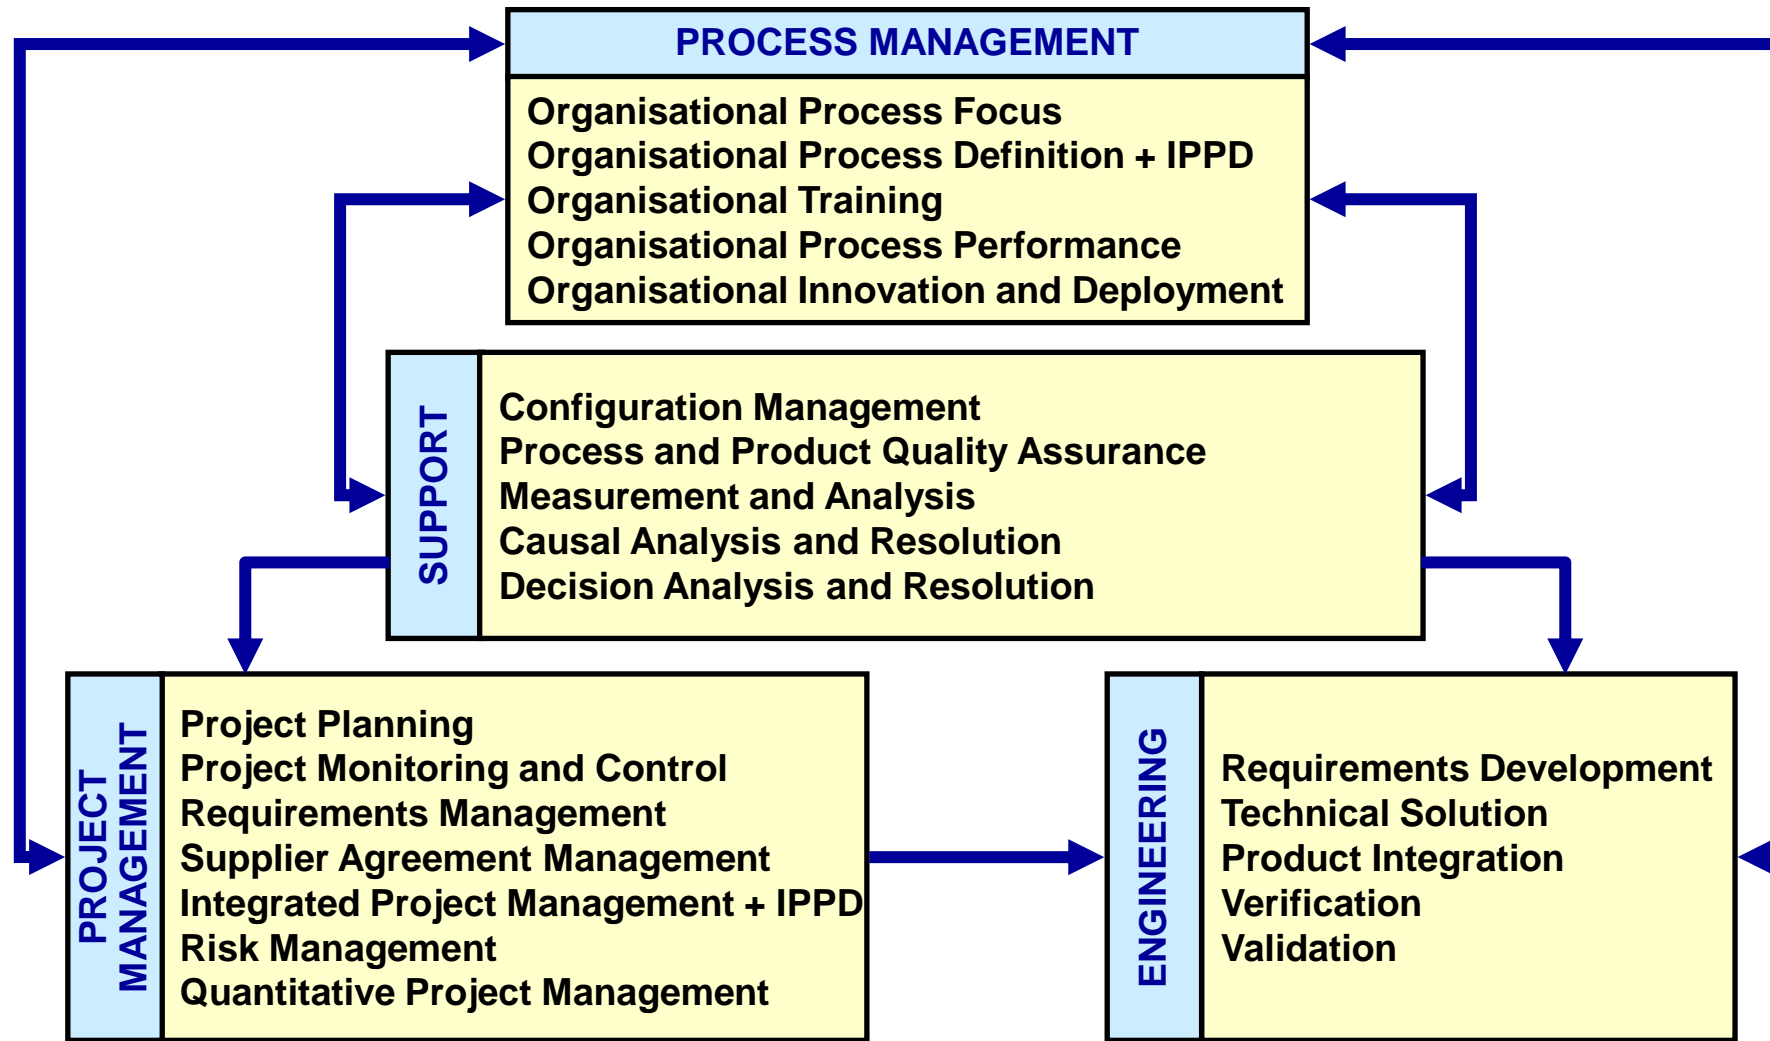 PROCESS MANAGEMENT
Organisational Process Focus
Organisational Process Definition + IPPD
Organisational Training
Organisational Process Performance
Organisational Innovation and Deployment
SUPPORT
Configuration Management
Process and Product Quality Assurance
Measurement and Analysis
Causal Analysis and Resolution
Decision Analysis and Resolution
PROJECT
MANAGEMENT
Project Planning
Project Monitoring and Control
Requirements Management
Supplier Agreement Management
Integrated Project Management + IPPD
Risk Management
Quantitative Project Management
ENGINEERING
Requirements Development
Technical Solution
Product Integration
Verification
Validation